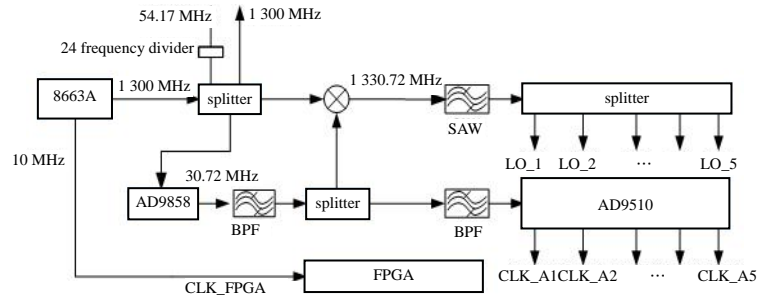 54.17 MHz
1 300 MHz
24 frequency divider
8663A
1 300 MHz
splitter
1 330.72 MHz
SAW
splitter
10 MHz
LO_1
LO_2
...
LO_5
30.72 MHz
AD9858
BPF
splitter
BPF
AD9510
CLK_FPGA
FPGA
CLK_A1
CLK_A2
...
CLK_A5